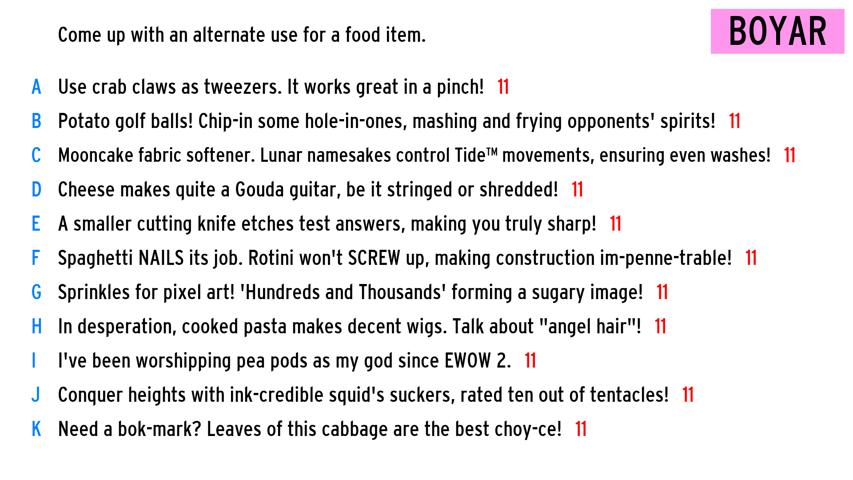 Come up with an alternate use for a food item.
BOYAR
A Use crab claws as tweezers. It works great in a pinch! 11
B Potato golf balls! Chip-in some hole-in-ones, mashing and frying opponents' spirits! 11
C Mooncake fabric softener. Lunar namesakes control Tide™ movements, ensuring even washes! 11
D Cheese makes quite a Gouda guitar, be it stringed or shredded! 11
E A smaller cutting knife etches test answers, making you truly sharp! 11
F Spaghetti NAILS its job. Rotini won't SCREW up, making construction im-penne-trable! 11
G Sprinkles for pixel art! 'Hundreds and Thousands' forming a sugary image! 11
H In desperation, cooked pasta makes decent wigs. Talk about "angel hair"! 11
I I've been worshipping pea pods as my god since EWOW 2. 11
J Conquer heights with ink-credible squid's suckers, rated ten out of tentacles! 11
K Need a bok-mark? Leaves of this cabbage are the best choy-ce! 11